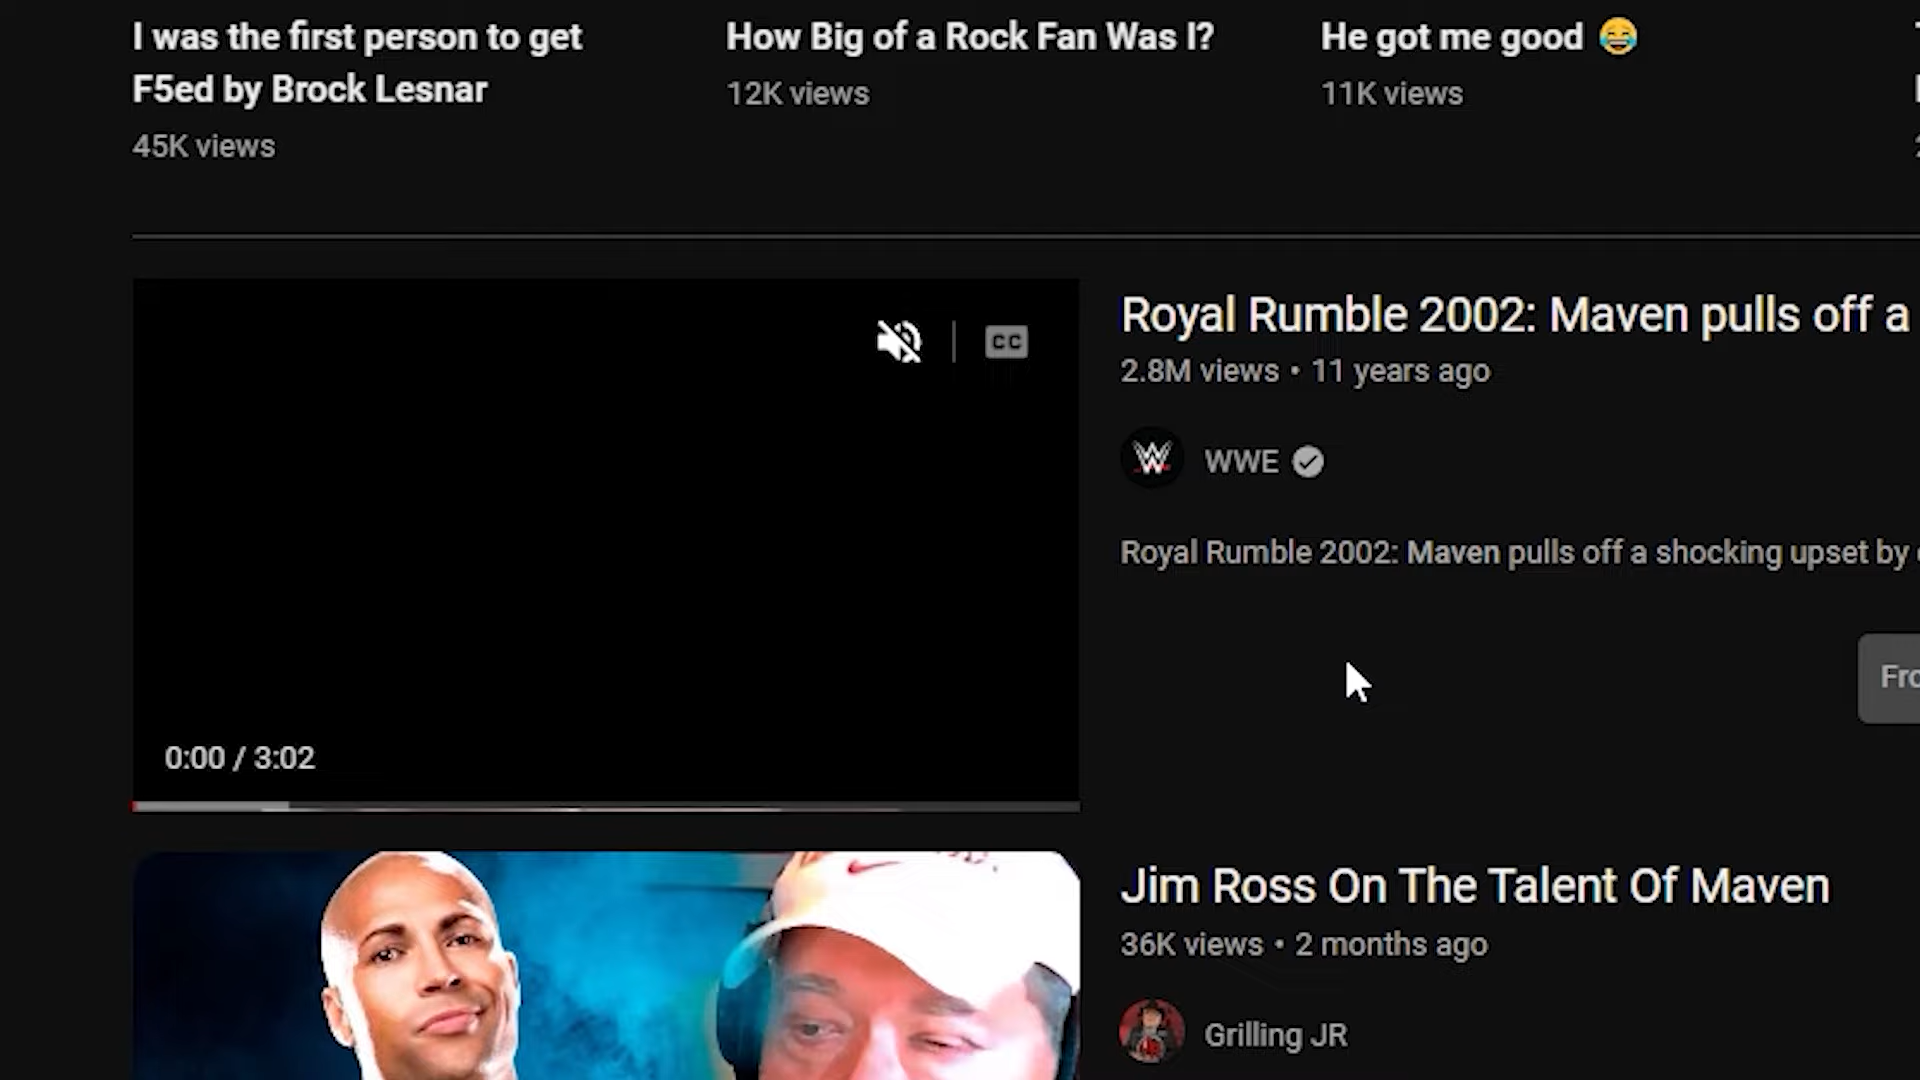 I was the first person to get
F5ed by Brock Lesnar
45K views
How Big of a Rock Fan Was I?
12K views
He got me good 😂
11K views
CC
0:00 / 3:02
Royal Rumble 2002: Maven pulls off a
2.8M views • 11 years ago
WWE
Royal Rumble 2002: Maven pulls off a shocking upset by
Fro
Jim Ross On The Talent Of Maven
36K views • 2 months ago
Grilling JR